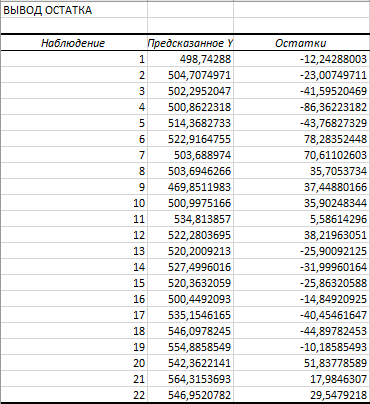 ВЫВОД ОСТАТКА
Наблюдение Предсказанное Y Остатки
1 498,74288 -12,24288003
2 504,7074971 -23,00749711
3 502,2952047 -41,59520469
4 500,8622318 -86,36223182
5 514,3682733 -43,76827329
6 522,9164755 78,28352448
7 503,688974 70,61102603
8 503,6946266 35,7053734
9 469,8511983 37,44880166
10 500,9975166 35,90248344
11 534,813857 5,58614296
12 522,2803695 38,21963051
13 520,2009213 -25,90092125
14 527,4996016 -31,99960164
15 520,3632059 -25,86320588
16 500,4492093 -14,84920925
17 535,1546165 -40,45461647
18 546,0978245 -44,89782453
19 554,8858549 -10,18585493
20 542,3622141 51,83778589
21 564,3153693 17,9846307
22 546,9520782 29,5479218